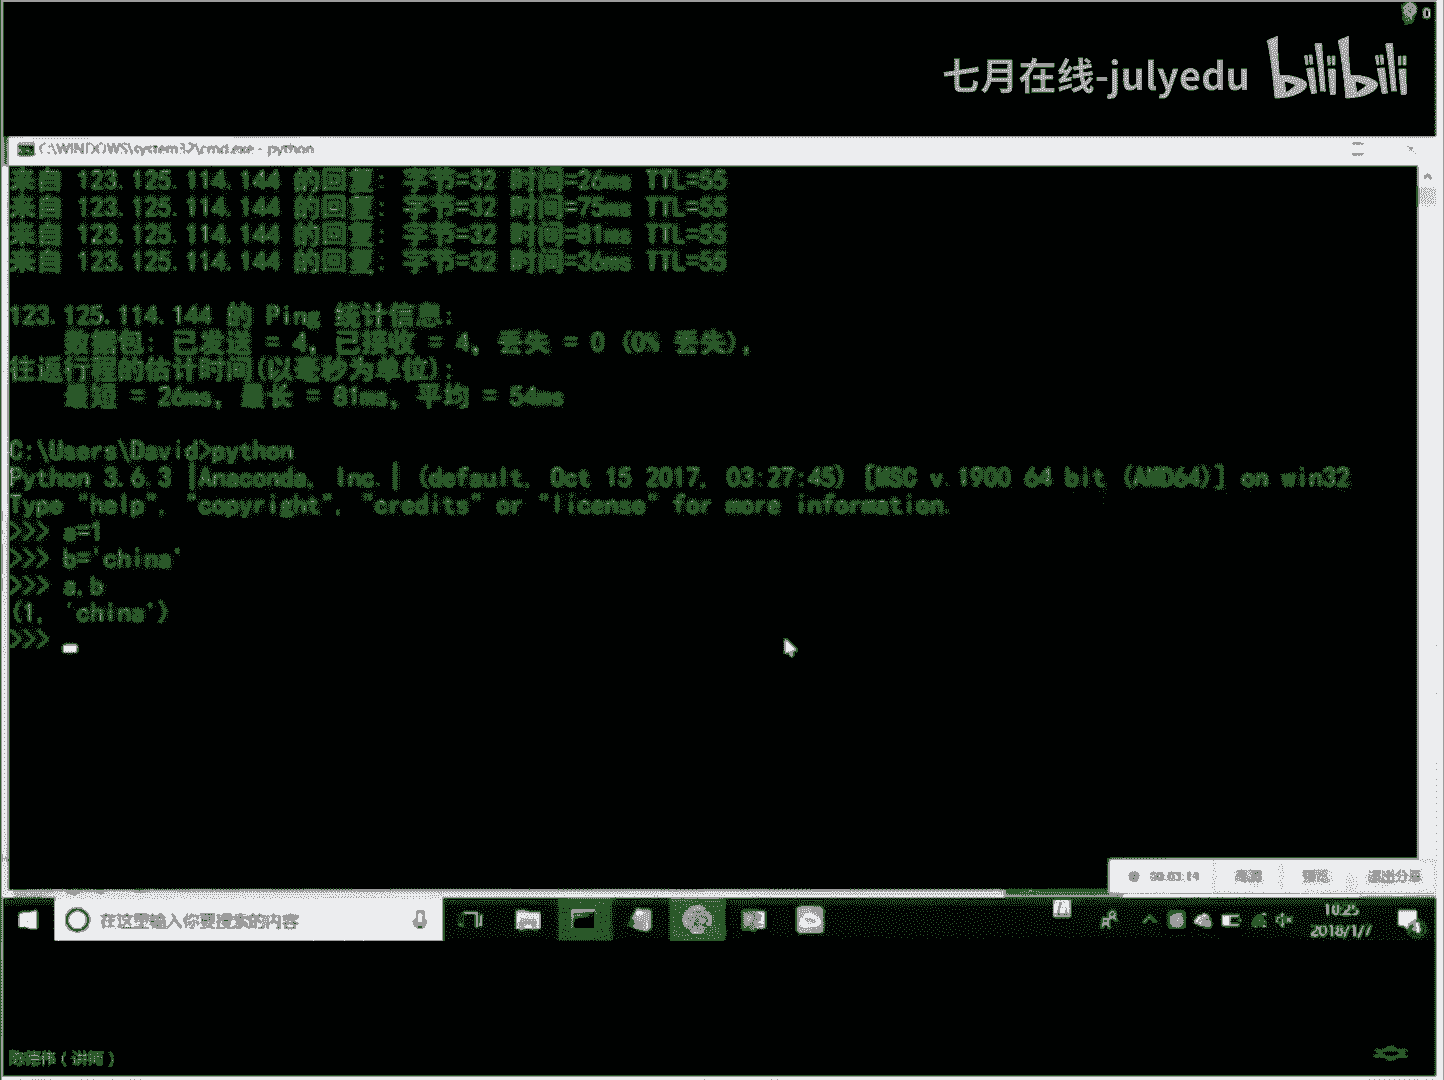 0
七月在线-julyedu bilibili
C:\WINDOWS\system32\cmd.exe - python
来自 123.125.114.144 的回复: 字节=32 时间=26ms TTL=55
来自 123.125.114.144 的回复: 字节=32 时间=75ms TTL=55
来自 123.125.114.144 的回复: 字节=32 时间=81ms TTL=55
来自 123.125.114.144 的回复: 字节=32 时间=36ms TTL=55
123.125.114.144 的 Ping 统计信息:
数据包: 已发送 = 4, 已接收 = 4, 丢失 = 0 (0% 丢失),
往返行程的估计时间(以毫秒为单位):
最短 = 26ms, 最长 = 81ms, 平均 = 54ms
C:\Users\David>python
Python 3.6.3 |Anaconda, Inc.| (default, Oct 15 2017, 03:27:45) [MSC v.1900 64 bit (AMD64)] on win32
Type "help", "copyright", "credits" or "license" for more information.
>>> a=1
>>> b='china'
>>> a,b
(1, 'china')
>>>
00:03:14 退出分享
在这里输入你要搜索的内容
10:25
2018/1/7
(讲师)